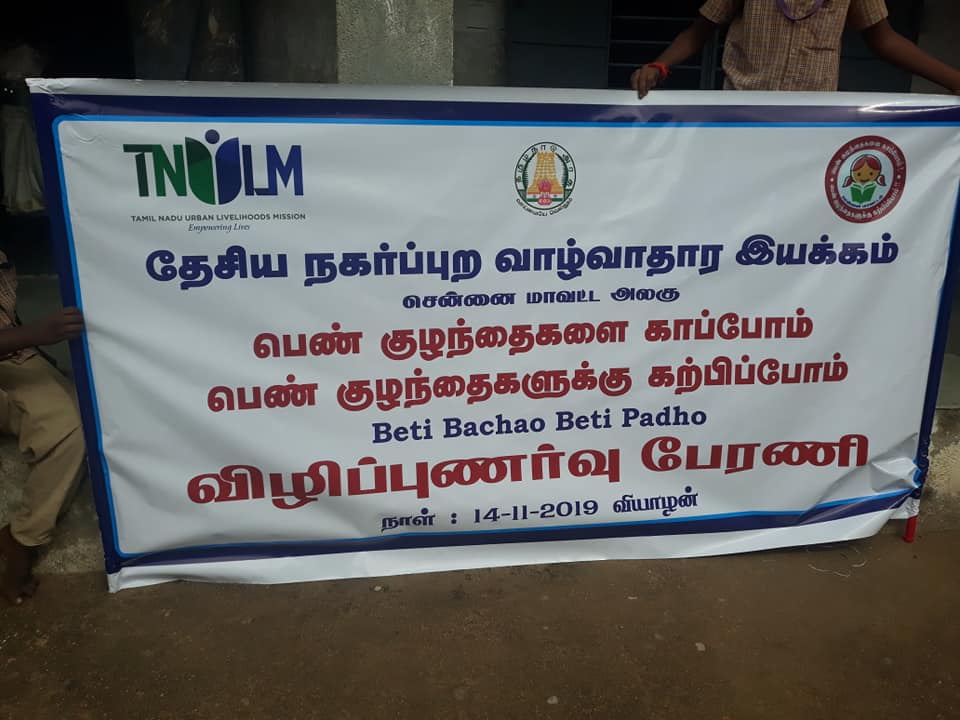 TNULM
TAMIL NADU URBAN LIVELIHOODS MISSION
Empowering Lives
தேசிய நகர்ப்புற வாழ்வாதார இயக்கம்
சென்னை மாவட்ட அலகு
பெண் குழந்தைகளை காப்போம்
பெண் குழந்தைகளுக்கு கற்பிப்போம்
Beti Bachao Beti Padho
விழிப்புணர்வு பேரணி
நாள் : 14-11-2019 வியாழன்